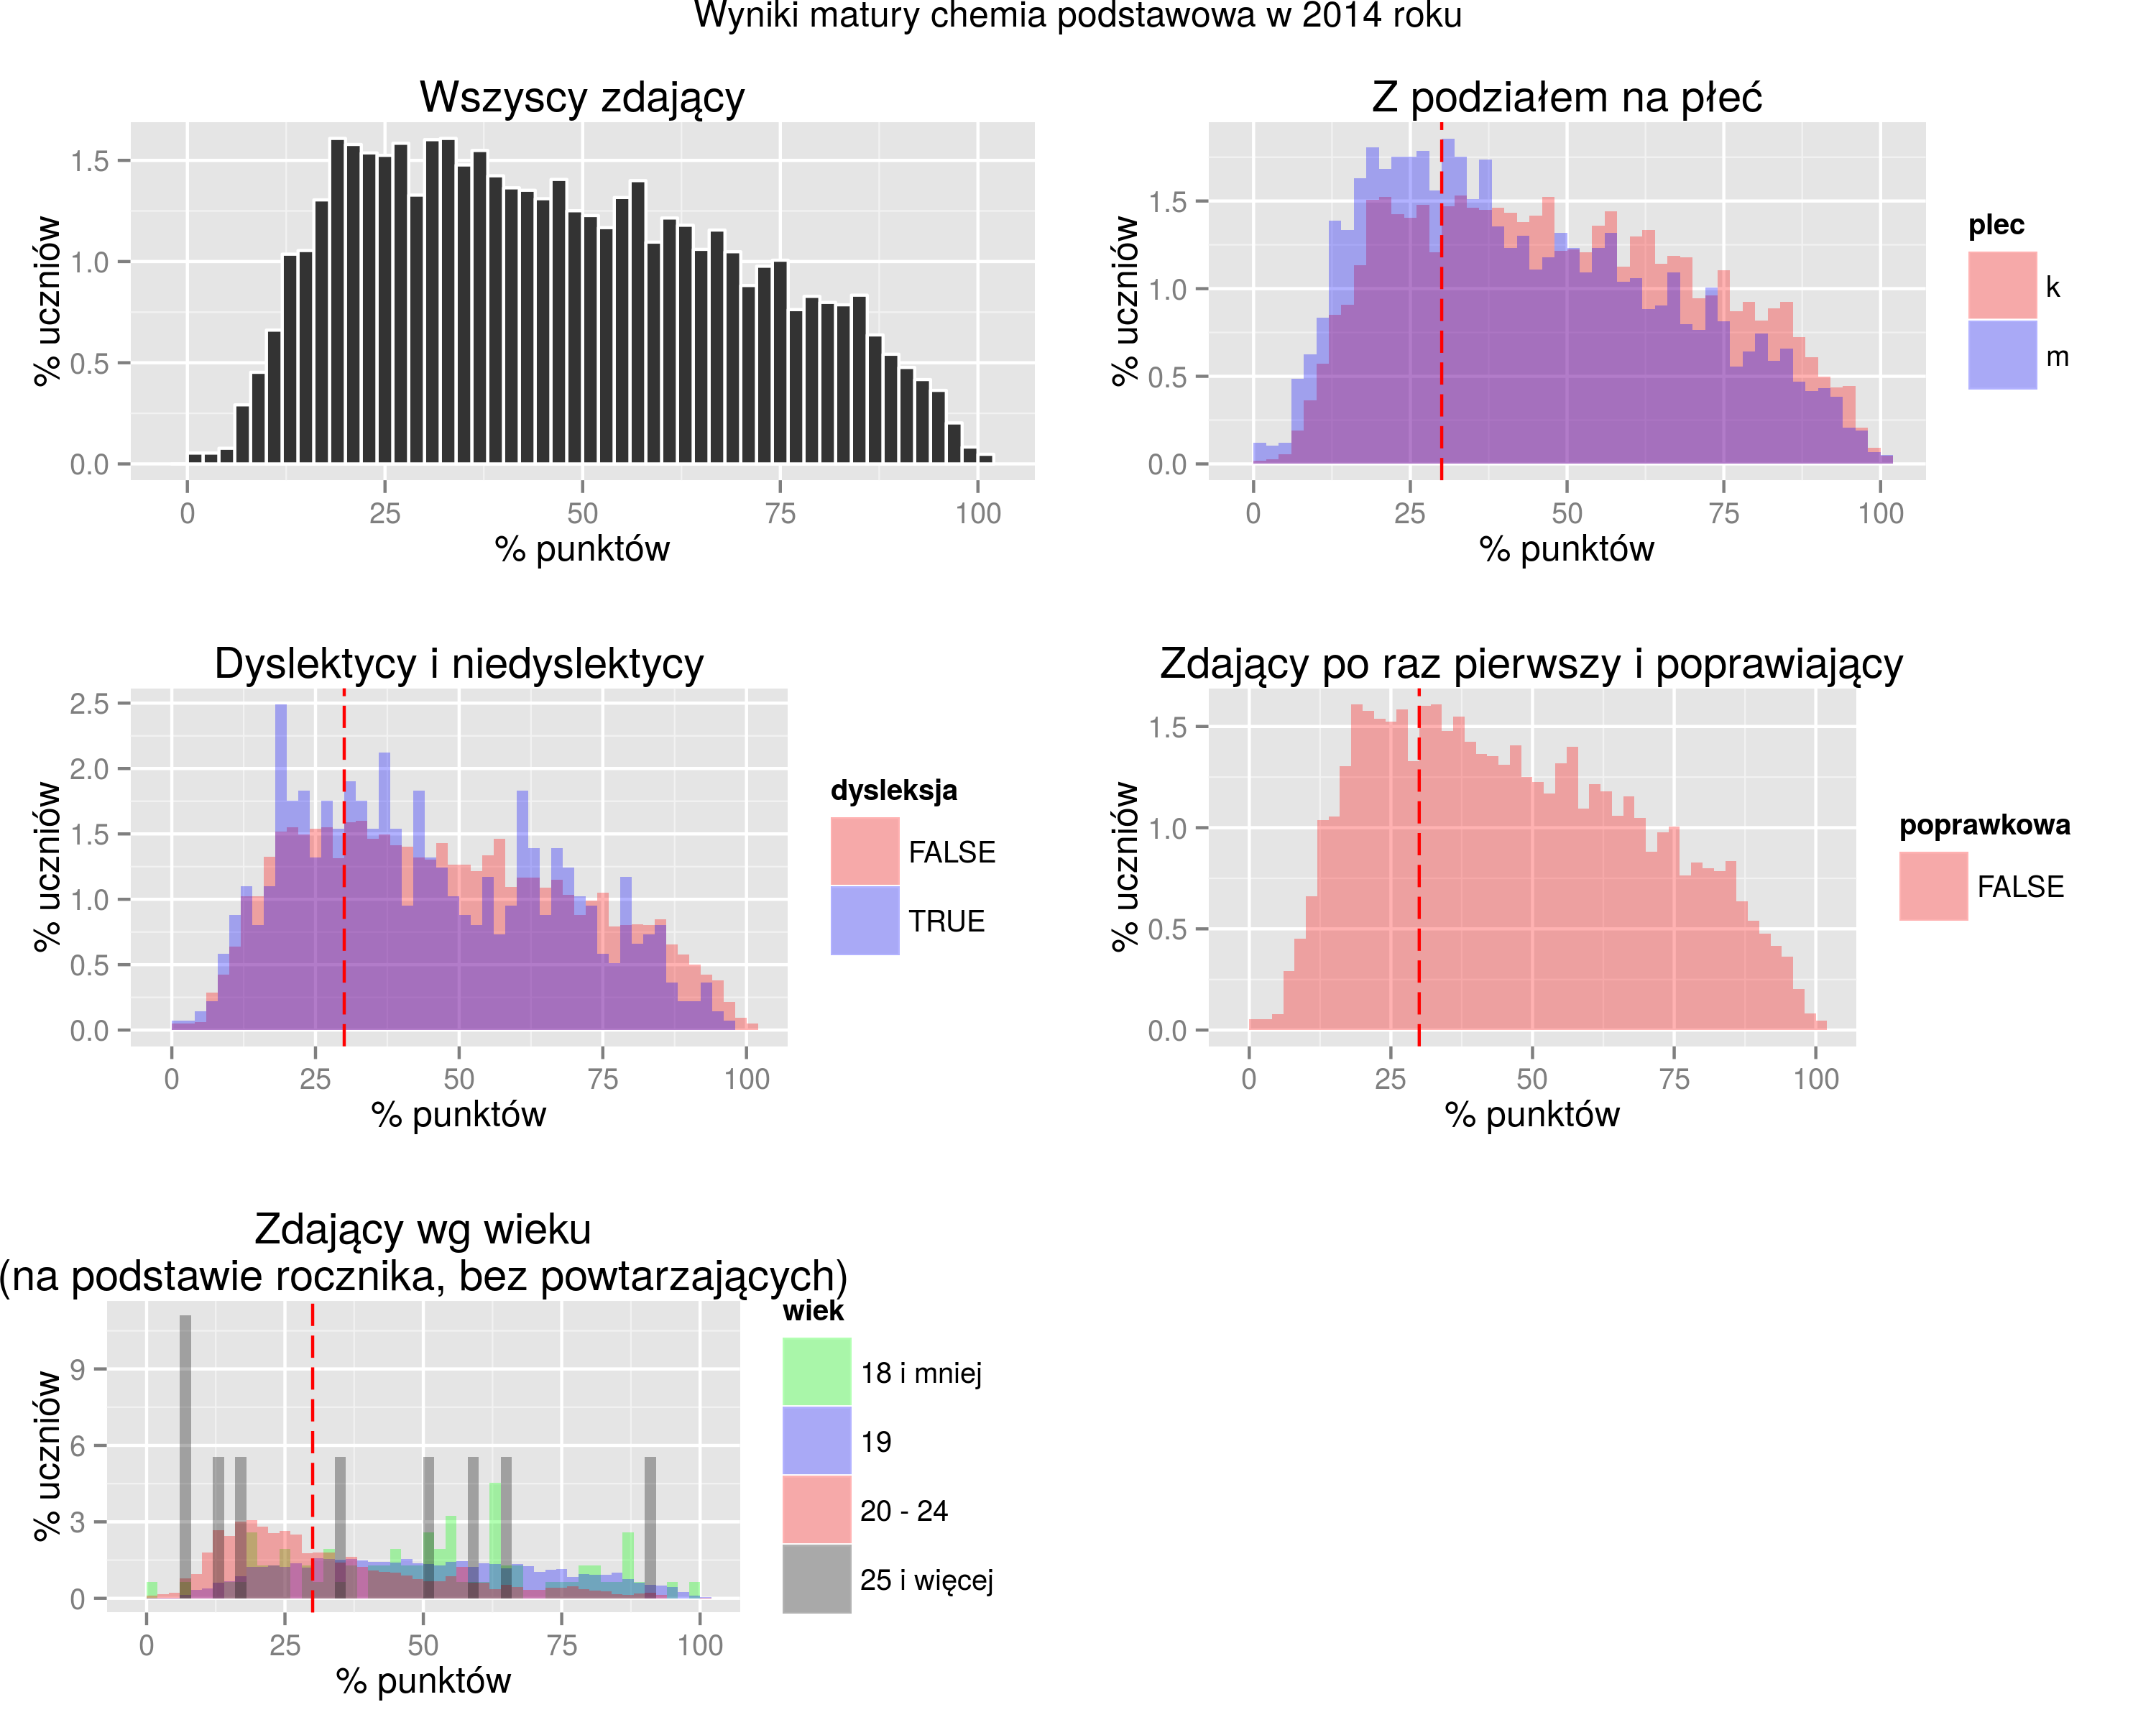 Wyniki matury chemia podstawowa w 2014 roku
Wszyscy zdający
% uczniów
1.5
1.0
0.5
0.0
0 25 50 75 100
% punktów
Z podziałem na płeć
% uczniów
1.5
1.0
0.5
0.0
0 25 50 75 100
% punktów
plec
k
m
Dyslektycy i niedyslektycy
% uczniów
2.5
2.0
1.5
1.0
0.5
0.0
0 25 50 75 100
% punktów
dysleksja
FALSE
TRUE
Zdający po raz pierwszy i poprawiający
% uczniów
1.5
1.0
0.5
0.0
0 25 50 75 100
% punktów
poprawkowa
FALSE
Zdający wg wieku
(na podstawie rocznika, bez powtarzających)
% uczniów
9
6
3
0
0 25 50 75 100
% punktów
wiek
18 i mniej
19
20 - 24
25 i więcej